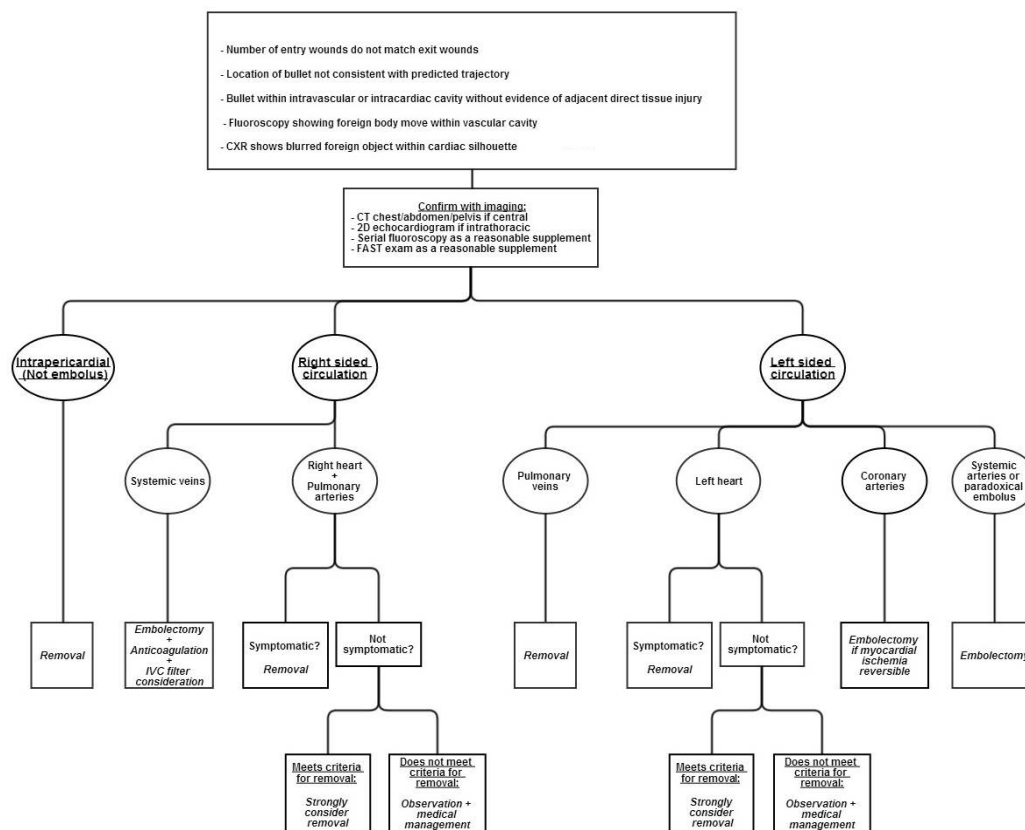 - Number of entry wounds do not match exit wounds
- Location of bullet not consistent with predicted trajectory
- Bullet within intravascular or intracardiac cavity without evidence of adjacent direct tissue injury
- Fluoroscopy showing foreign body move within vascular cavity
- CXR shows blurred foreign object within cardiac silhouette
Confirm with imaging:
- CT chest/abdomen/pelvis if central
- 2D echocardiogram if intrathoracic
- Serial fluoroscopy as a reasonable supplement
- FAST exam as a reasonable supplement
Intrapericardial
(Not embolus)
Right sided
circulation
Left sided
circulation
Systemic veins
Right heart
+
Pulmonary
arteries
Pulmonary
veins
Left heart
Coronary
arteries
Systemic
arteries or
paradoxical
embolus
Removal
Embolectomy
+
Anticoagulation
+
IVC filter
consideration
Symptomatic?
Removal
Not
symptomatic?
Removal
Symptomatic?
Removal
Not
symptomatic?
Embolectomy
if myocardial
ischemia
reversible
Embolectomy
Meets criteria
for removal:
Strongly
consider
removal
Does not meet
criteria for
removal:
Observation +
medical
management
Meets criteria
for removal:
Strongly
consider
removal
Does not meet
criteria for
removal:
Observation +
medical
management